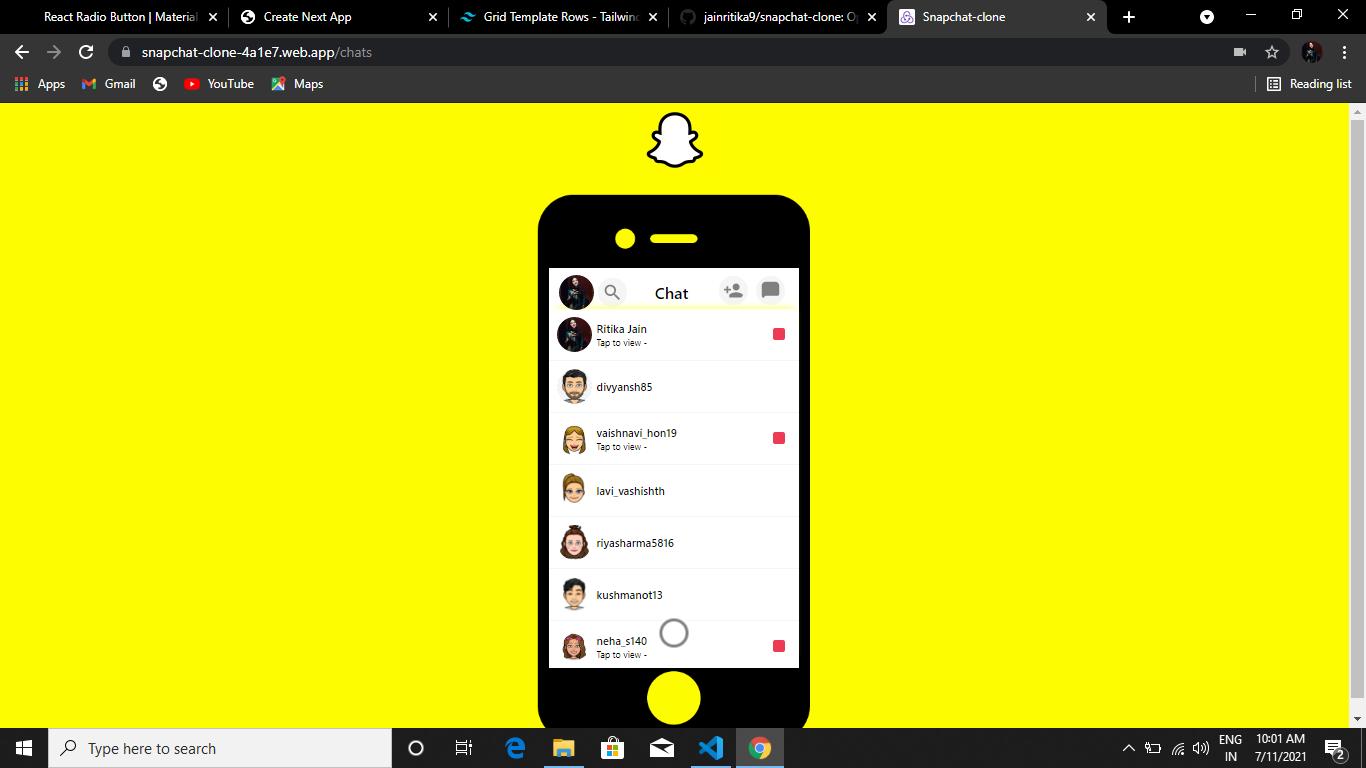 React Radio Button | Material
Create Next App
Grid Template Rows - Tailwin
jainritika9/snapchat-clone: O
Snapchat-clone
snapchat-clone-4a1e7.web.app/chats
Apps
Gmail
YouTube
Maps
Reading list
Chat
Ritika Jain
Tap to view -
divyansh85
vaishnavi_hon19
Tap to view -
lavi_vashishth
riyasharma5816
kushmanot13
neha_s140
Tap to view -
Type here to search
ENG
IN
10:01 AM
7/11/2021
2